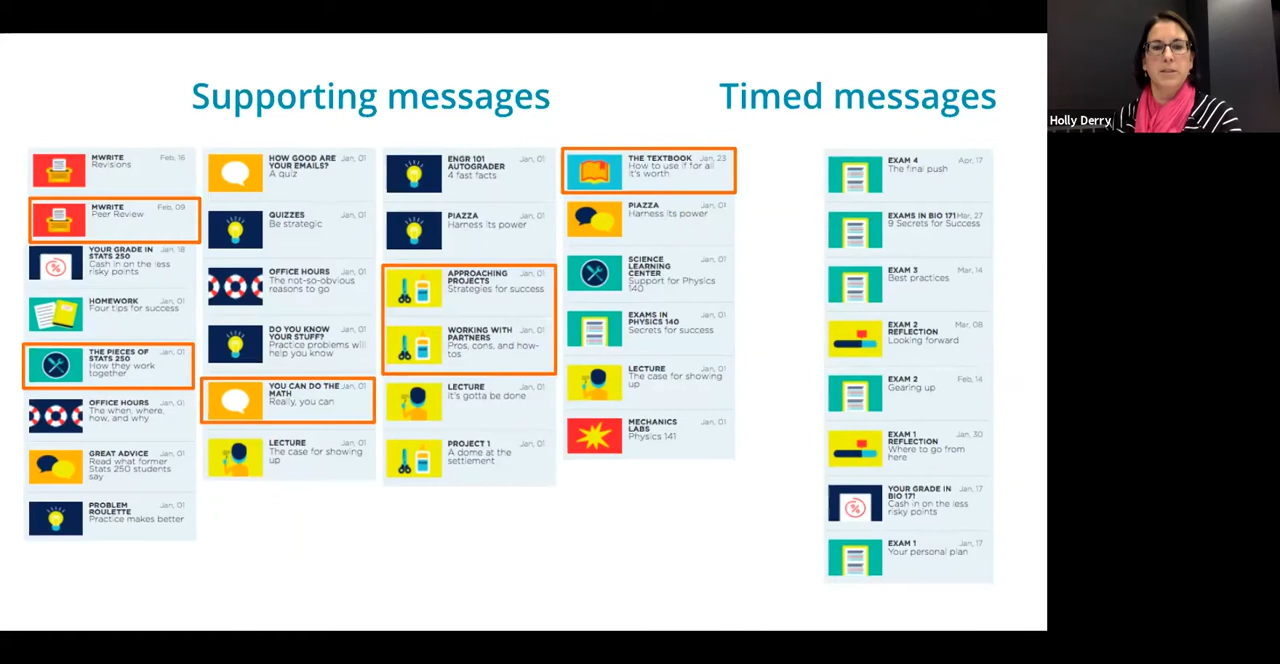 Supporting messages
Timed messages
Holly Derry
MWRITE Feb, 16
Revisions
MWRITE Feb, 09
Peer Review
YOUR GRADE IN Jan, 18
STATS 250
Cash in on the less
risky points
HOMEWORK Jan, 01
Four tips for success
THE PIECES OF Jan, 01
STATS 250
How they work
together
OFFICE HOURS Jan, 01
The when, where,
how, and why
GREAT ADVICE Jan, 01
Read what former
Stats 250 students
say
PROBLEM Jan, 01
ROULETTE
Practice makes better
HOW GOOD ARE Jan, 01
YOUR EMAILS?
A quiz
QUIZZES Jan, 01
Be strategic
OFFICE HOURS Jan, 01
The not-so-obvious
reasons to go
DO YOU KNOW Jan, 01
YOUR STUFF?
Practice problems will
help you know
YOU CAN DO THE Jan, 01
MATH
Really, you can
LECTURE Jan, 01
The case for showing
up
ENGR 101 Jan, 01
AUTOGRADER
4 fast facts
PIAZZA Jan, 01
Harness its power
APPROACHING Jan, 01
PROJECTS
Strategies for success
WORKING WITH Jan, 01
PARTNERS
Pros, cons, and how-
tos
LECTURE Jan, 01
It's gotta be done
PROJECT 1 Jan, 01
A dome at the
settlement
THE TEXTBOOK Jan, 23
How to use if for all
it's worth
PIAZZA Jan, 01
Harness its power
SCIENCE Jan, 01
LEARNING
CENTER
Support for Physics
140
EXAMS IN Jan, 01
PHYSICS 140
Secrets for success
LECTURE Jan, 01
The case for showing
up
MECHANICS Jan, 01
LABS
Physics 141
EXAM 4 Apr, 17
The final push
EXAMS IN BIO 171 Mar, 27
9 Secrets for Success
EXAM 3 Mar, 14
Best practices
EXAM 2 Mar, 08
REFLECTION
Looking forward
EXAM 2 Feb, 14
Gearing up
EXAM 1 Jan, 30
REFLECTION
Where to go from
here
YOUR GRADE IN Jan, 17
BIO 171
Cash in on the less
risky points
EXAM 1 Jan, 17
Your personal plan